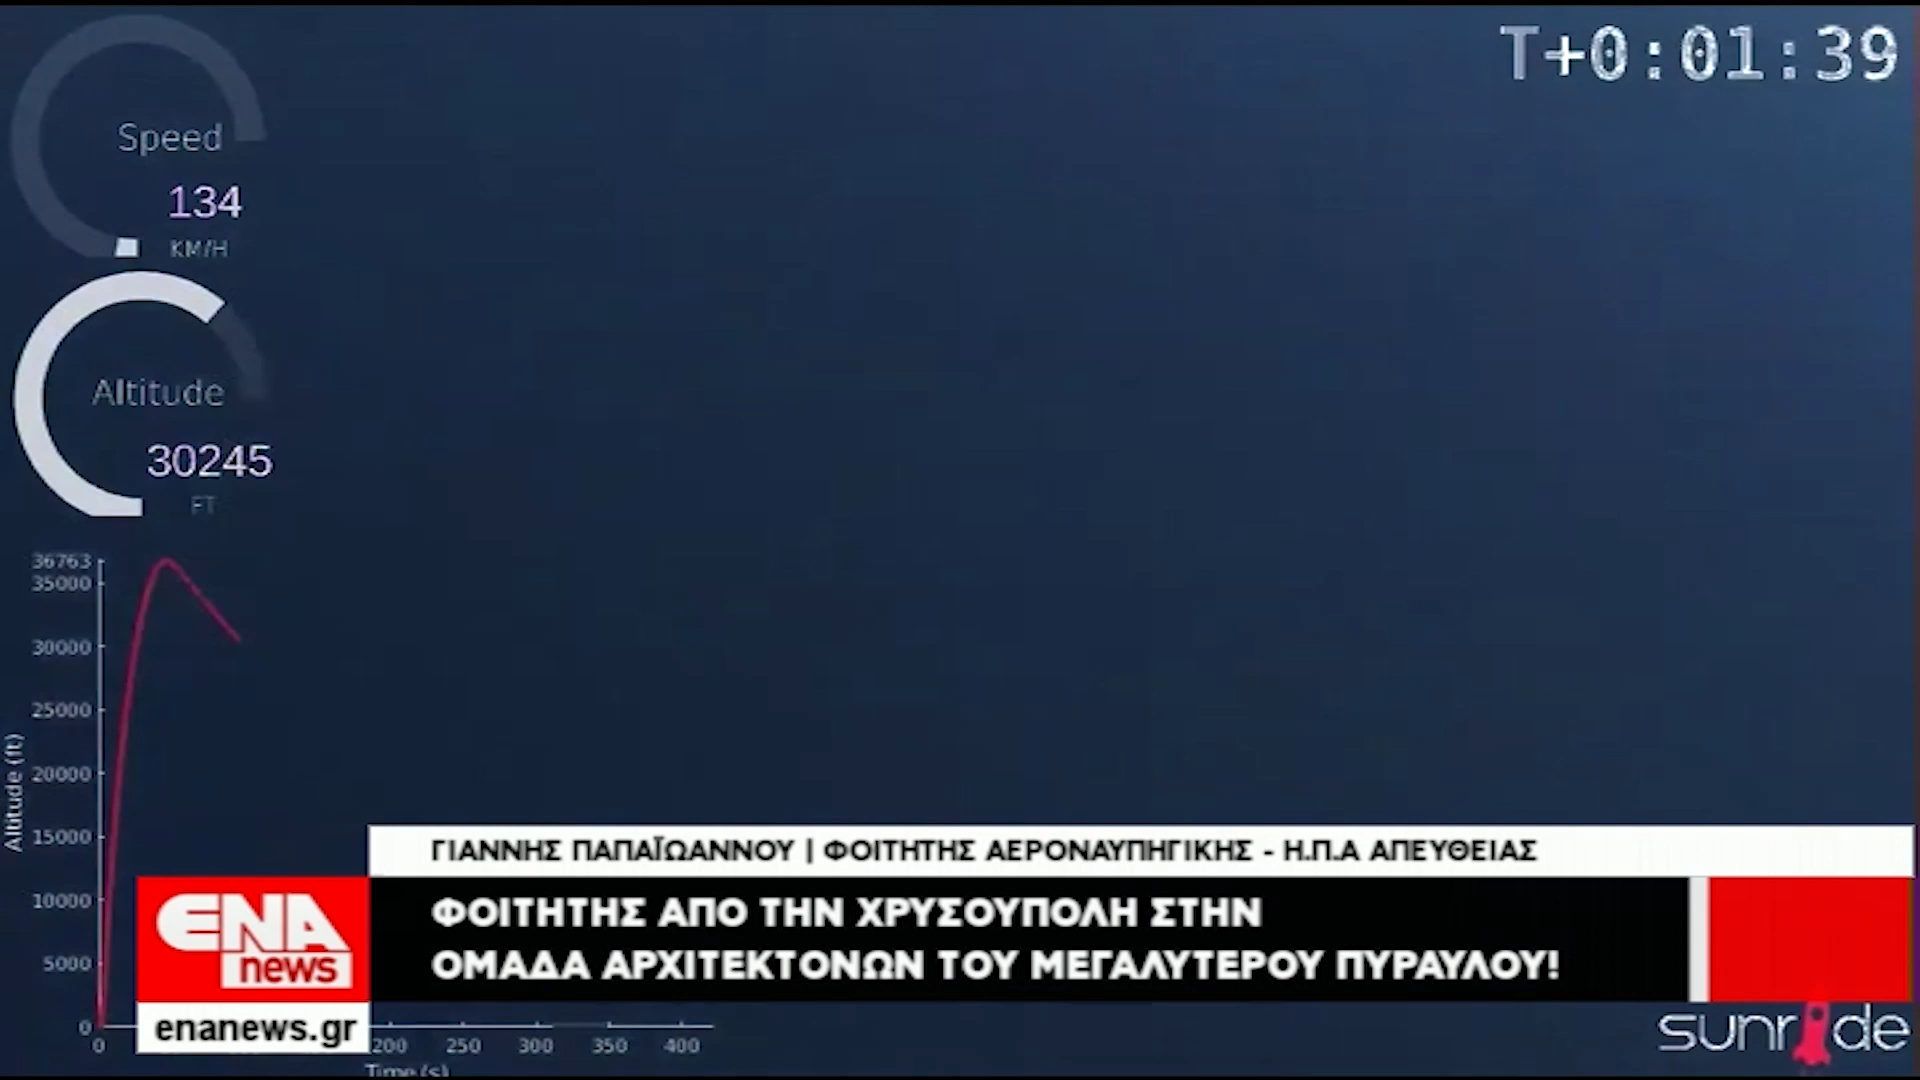 T+0:01:39
Speed
134
KM/H
Altitude
30245
FT
36763
35000
30000
25000
20000
15000
10000
5000
0
Altitude (ft)
0 200 250 300 350 400
Time (s)
ΓΙΑΝΝΗΣ ΠΑΠΑΪΩΑΝΝΟΥ | ΦΟΙΤΗΤΗΣ ΑΕΡΟΝΑΥΠΗΓΙΚΗΣ - Η.Π.Α ΑΠΕΥΘΕΙΑΣ
ΦΟΙΤΗΤΗΣ ΑΠΟ ΤΗΝ ΧΡΥΣΟΥΠΟΛΗ ΣΤΗΝ
ΟΜΑΔΑ ΑΡΧΙΤΕΚΤΟΝΩΝ ΤΟΥ ΜΕΓΑΛΥΤΕΡΟΥ ΠΥΡΑΥΛΟΥ!
ENA
news
enanews.gr
sunride